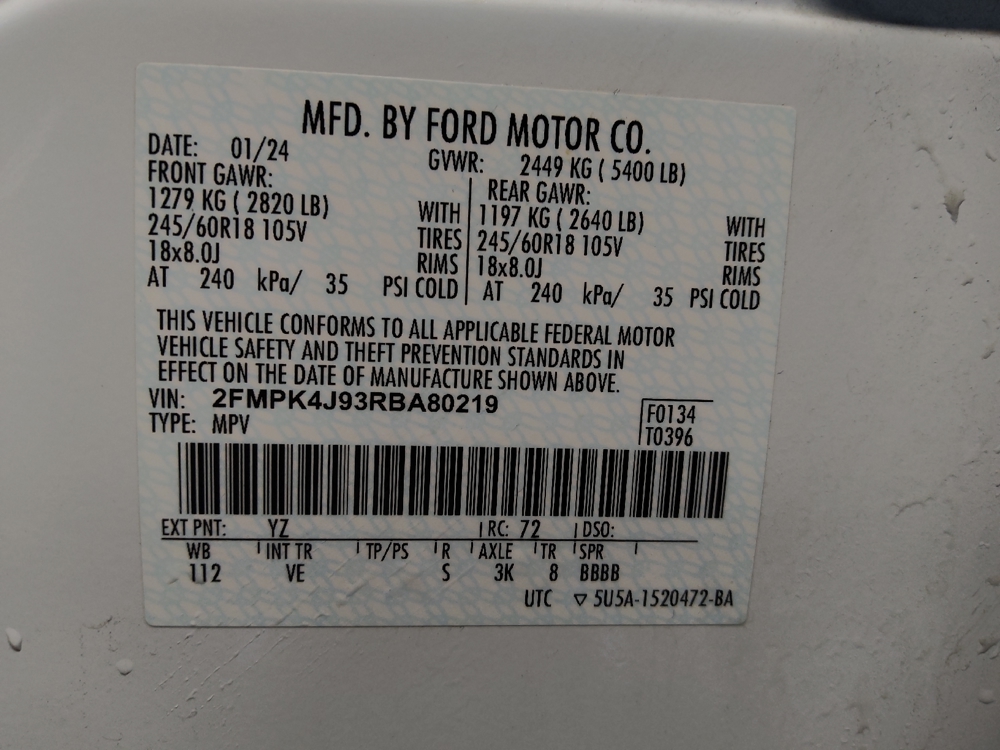 MFD. BY FORD MOTOR CO.
DATE: 01/24
GVWR: 2449 KG ( 5400 LB)
FRONT GAWR:
1279 KG ( 2820 LB) WITH
245/60R18 105V TIRES
18x8.0J RIMS
AT 240 kPa/ 35 PSI COLD
REAR GAWR:
1197 KG ( 2640 LB) WITH
245/60R18 105V TIRES
18x8.0J RIMS
AT 240 kPa/ 35 PSI COLD
THIS VEHICLE CONFORMS TO ALL APPLICABLE FEDERAL MOTOR
VEHICLE SAFETY AND THEFT PREVENTION STANDARDS IN
EFFECT ON THE DATE OF MANUFACTURE SHOWN ABOVE.
VIN: 2FMPK4J93RBA80219
TYPE: MPV
F0134
T0396
EXT PNT: YZ RC: 72 DSO:
WB INT TR TP/PS R AXLE TR SPR
112 VE S 3K 8 BBBB
UTC ▽ 5U5A-1520472-BA